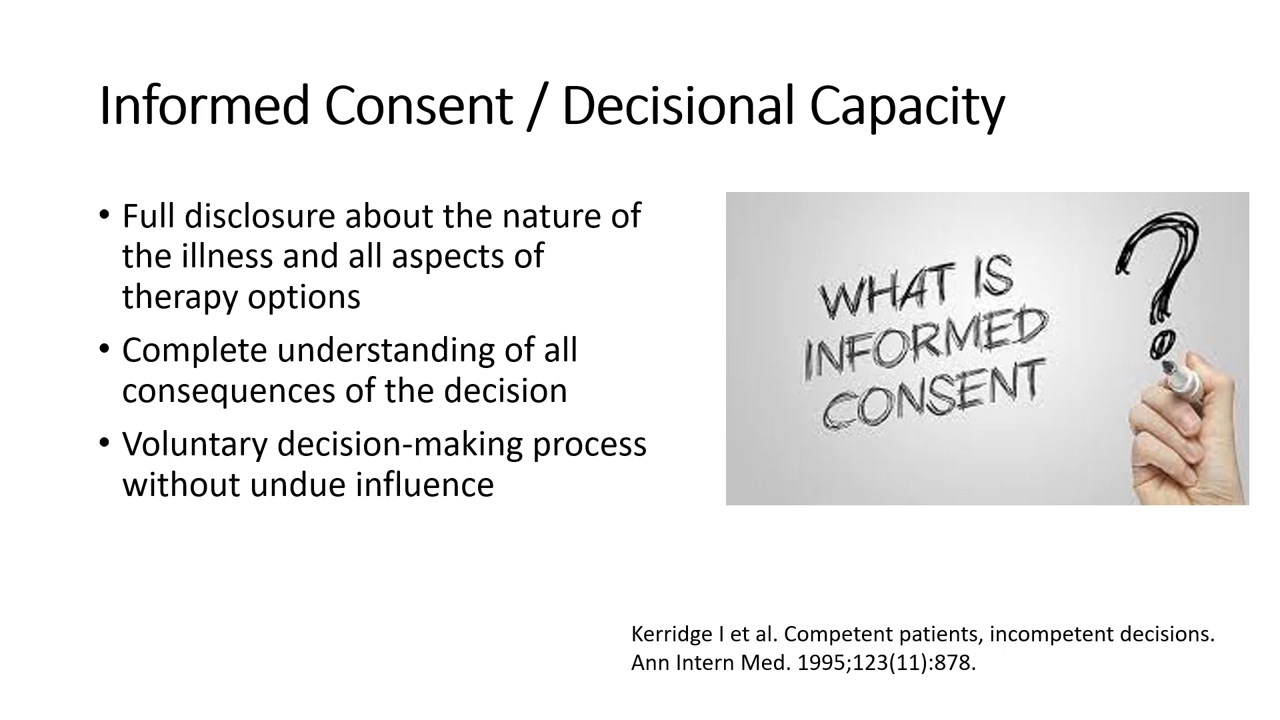 Informed Consent / Decisional Capacity
• Full disclosure about the nature of
the illness and all aspects of
therapy options
• Complete understanding of all
consequences of the decision
• Voluntary decision-making process
without undue influence
WHAT IS
INFORMED
CONSENT
?
Kerridge I et al. Competent patients, incompetent decisions.
Ann Intern Med. 1995;123(11):878.